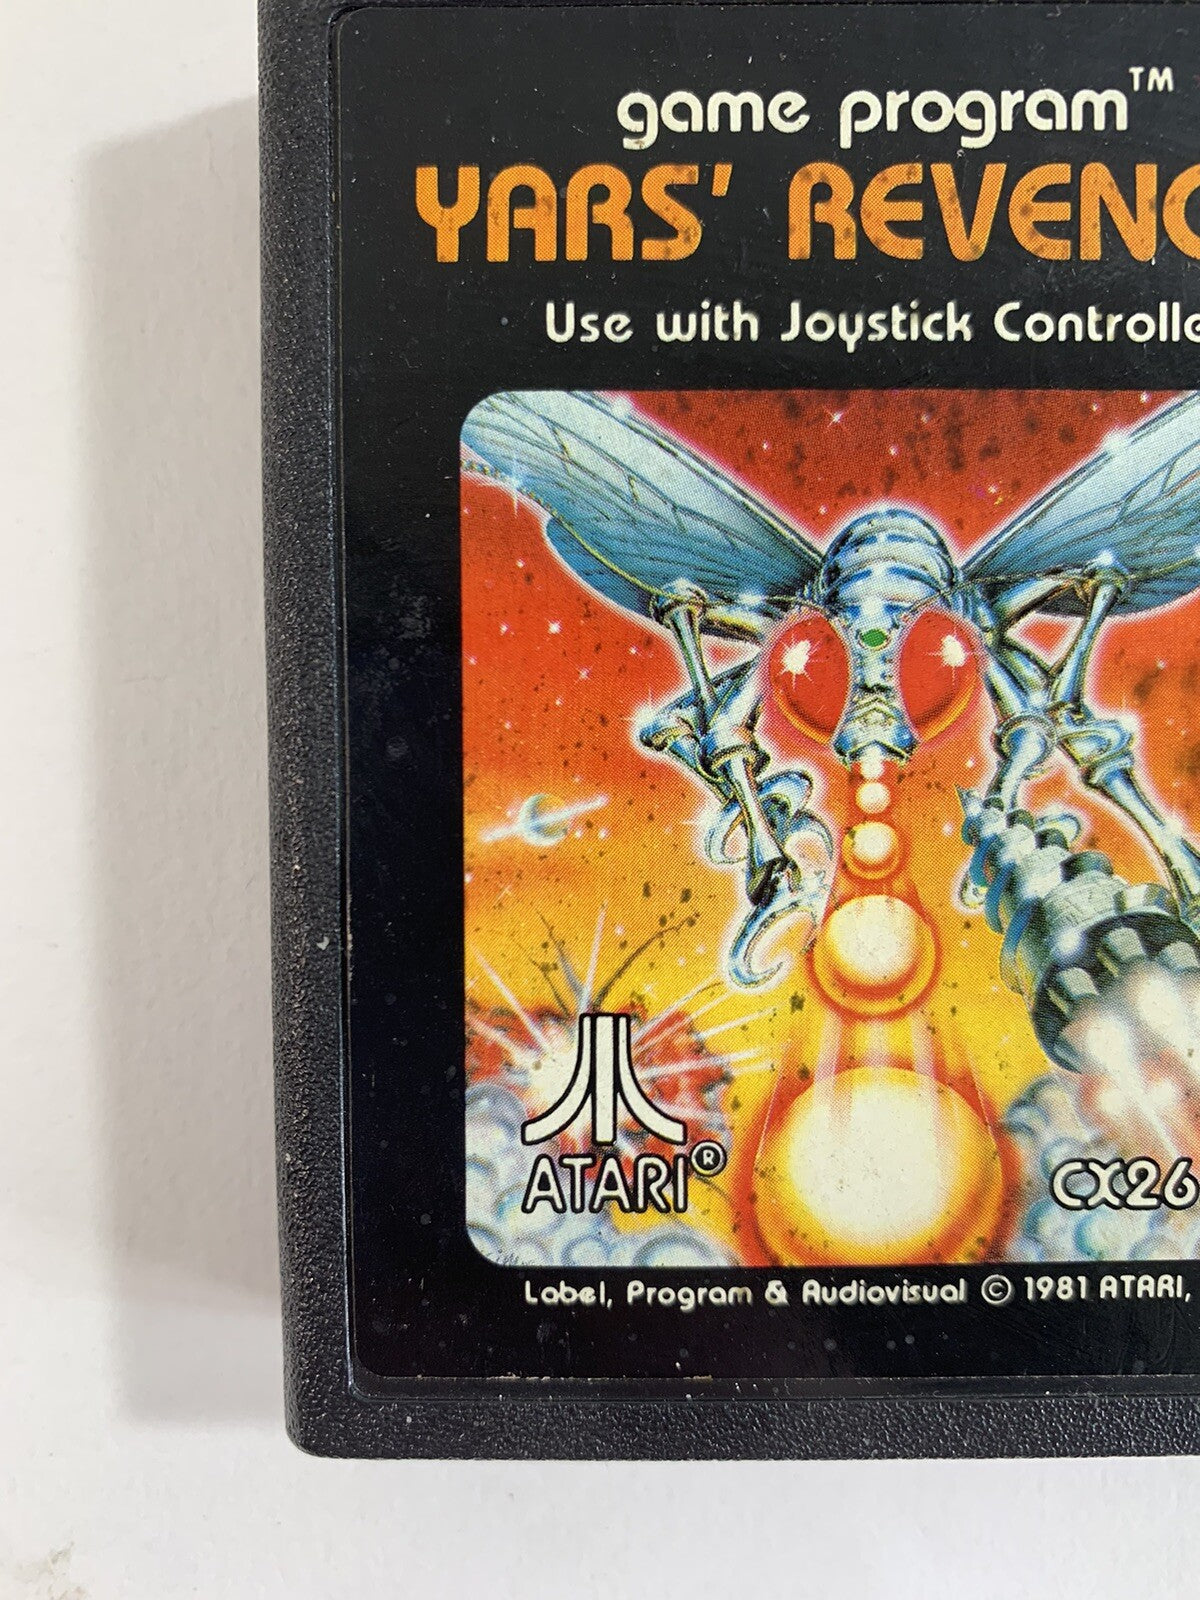 game program™
YARS' REVENG
Use with Joystick Controlle
ATARI®
CX26
Label, Program & Audiovisual © 1981 ATARI,